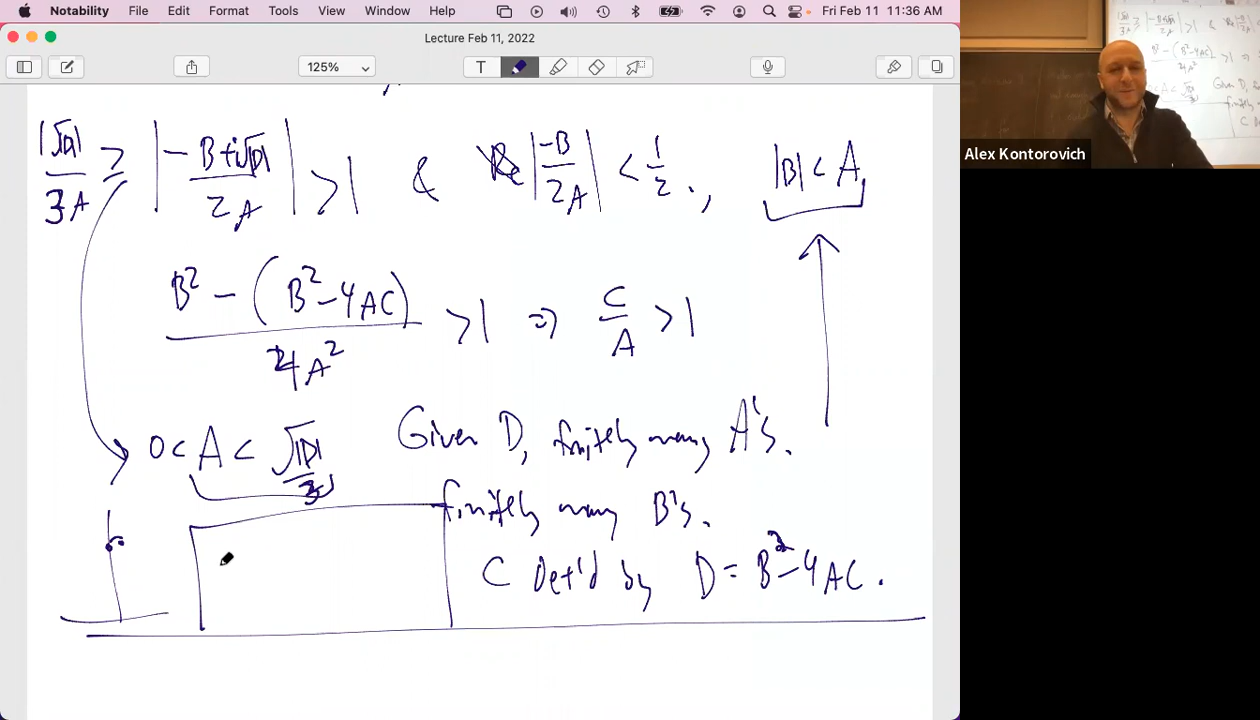 Notability File Edit Format Tools View Window Help Fri Feb 11 11:36 AM
Lecture Feb 11, 2022
125% T
|√D| / 3A ≥ | (-B + i√|D|) / 2A | > 1 & |-B / 2A| < 1/2 ., |B| < A
(B² - (B² - 4AC)) / 4A² > 1 ⇒ C/A > 1
0 < A < √|D| / 3 Given D, finitely many A's.
finitely many B's.
C Det'd by D = B² - 4AC.
Alex Kontorovich